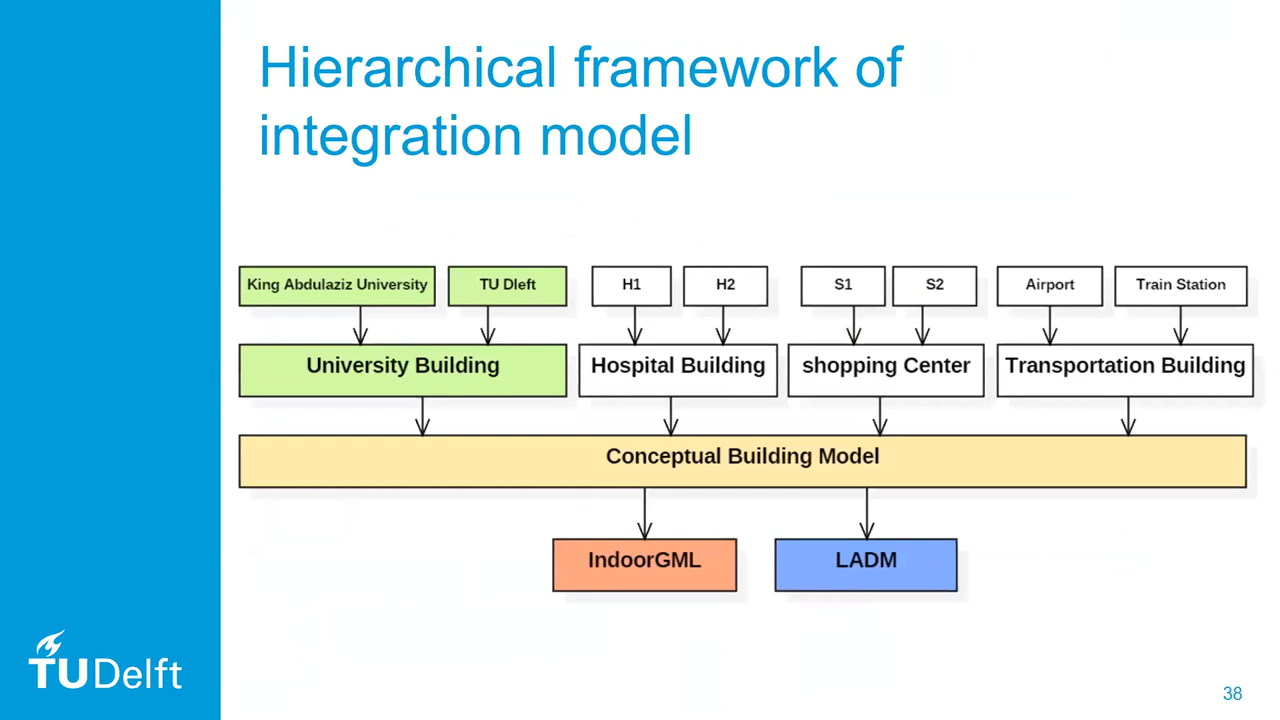 Hierarchical framework of
integration model
King Abdulaziz University
TU Dleft
H1
H2
S1
S2
Airport
Train Station
University Building
Hospital Building
shopping Center
Transportation Building
Conceptual Building Model
IndoorGML
LADM
TUDelft
38